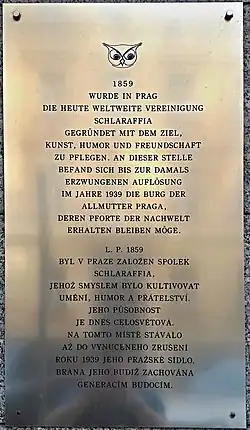 1859
WURDE IN PRAG
DIE HEUTE WELTWEITE VEREINIGUNG
SCHLARAFFIA
GEGRÜNDET MIT DEM ZIEL,
KUNST, HUMOR UND FREUNDSCHAFT
ZU PFLEGEN. AN DIESER STELLE
BEFAND SICH BIS ZUR DAMALS
ERZWUNGENEN AUFLÖSUNG
IM JAHRE 1939 DIE BURG DER
ALLMUTTER PRAGA,
DEREN PFORTE DER NACHWELT
ERHALTEN BLEIBEN MÖGE.
L. P. 1859
BYL V PRAZE ZALOŽEN SPOLEK
SCHLARAFFIA,
JEHOŽ SMYSLEM BYLO KULTIVOVAT
UMĚNÍ, HUMOR A PŘÁTELSTVÍ.
JEHO PŮSOBNOST
JE DNES CELOSVĚTOVÁ.
NA TOMTO MÍSTĚ STÁVALO
AŽ DO VYNUCENÉHO ZRUŠENÍ
ROKU 1939 JEHO PRAŽSKÉ SÍDLO,
BRÁNA JEHO BUDIŽ ZACHOVÁNA
GENERACÍM BUDOCÍM.